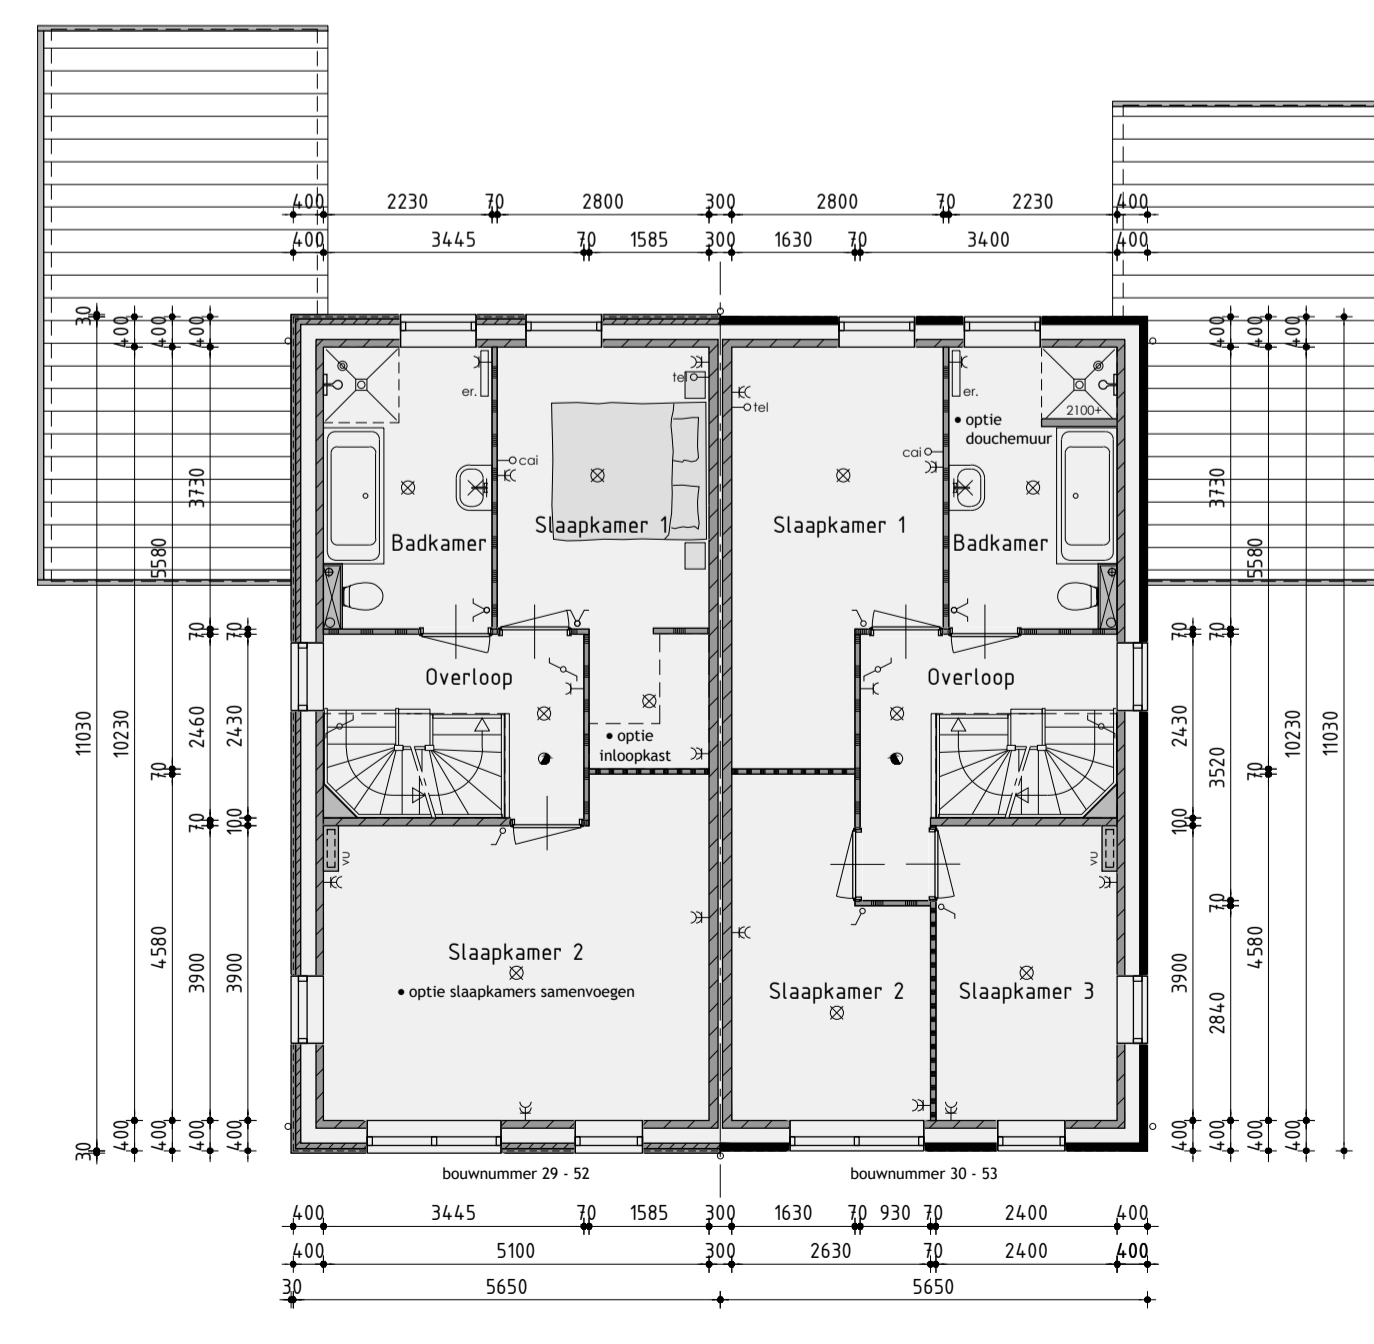 400 2230 70 2800 300 2800 70 2230 400
400 3445 70 1585 300 1630 70 3400 400
30 400 400 400
400 400 400
tel
er.
tel
er.
2100+
• optie
douchemuur
cai
cai
3730
3730
Slaapkamer 1
Slaapkamer 1
Badkamer
Badkamer
5580
5580
70 70
70 70
Overloop
Overloop
11030 10230 2460 2430
2430 3520 10230 11030
• optie
inloopkast
70
70
70 100
100
VU
VU
70
4580 3900 3900
3900 2840 4580
Slaapkamer 2
• optie slaapkamers samenvoegen
Slaapkamer 2
Slaapkamer 3
30 400 400 400 400
400 400 400 400
bouwnummer 29 - 52
bouwnummer 30 - 53
400 3445 70 1585 300 1630 70 930 70 2400 400
400 5100 300 2630 70 2400 400
30 5650 5650